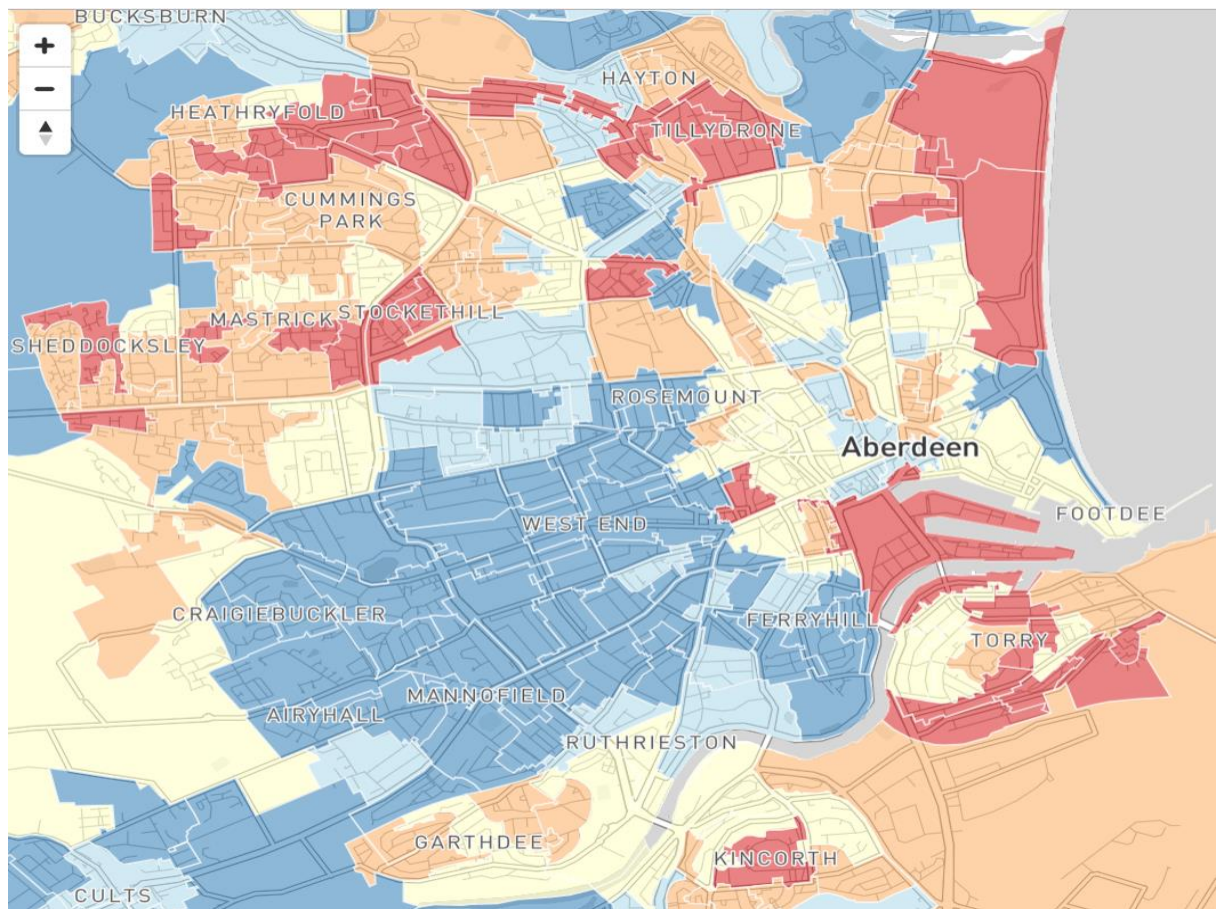 BUCKSBURN
+
−
HAYTON
HEATHRYFOLD
TILLYDRONE
CUMMINGS
PARK
MASTRICK
STOCKETHILL
SHEDDOCKSLEY
ROSEMOUNT
Aberdeen
FOOTDEE
WEST END
CRAIGIEBUCKLER
FERRYHILL
TORRY
MANNOFIELD
AIRYHALL
RUTHRIESTON
GARTHDEE
KINCORTH
CULTS